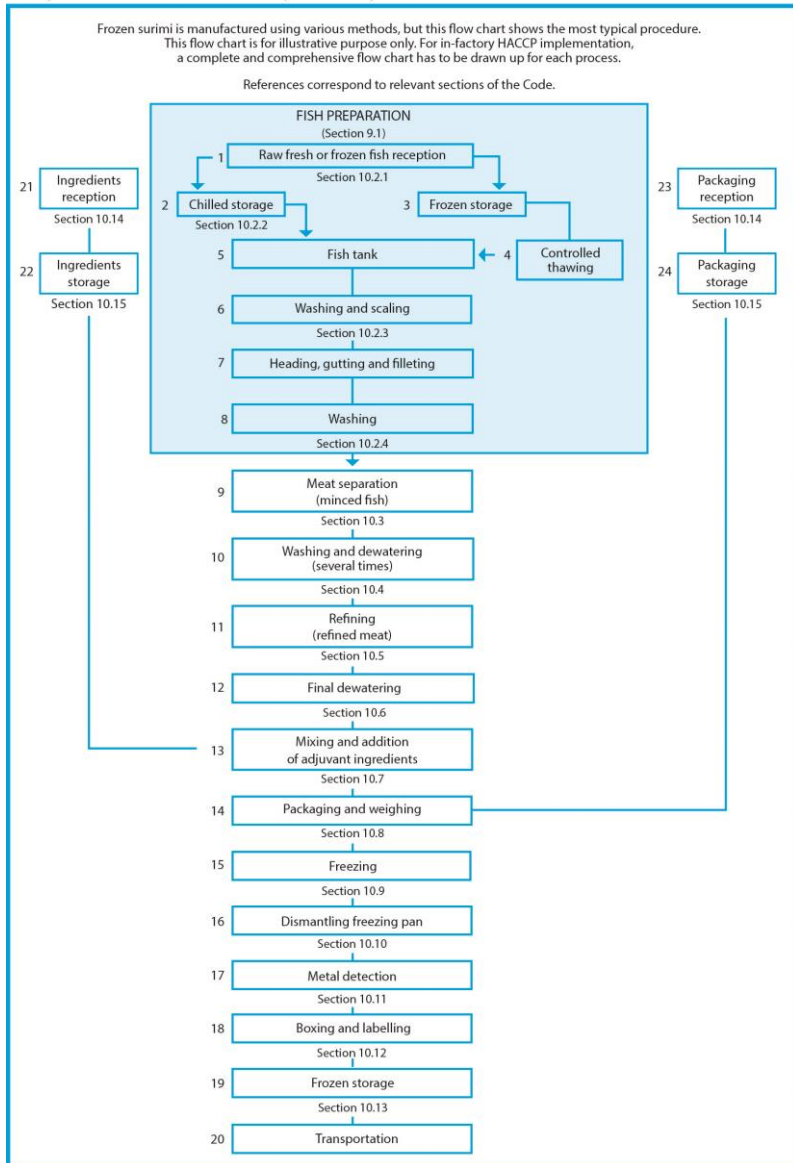 Frozen surimi is manufactured using various methods, but this flow chart shows the most typical procedure.
This flow chart is for illustrative purpose only. For in-factory HACCP implementation,
a complete and comprehensive flow chart has to be drawn up for each process.
References correspond to relevant sections of the Code.
FISH PREPARATION
(Section 9.1)
1 Raw fresh or frozen fish reception
Section 10.2.1
21 Ingredients
reception
Section 10.14
23 Packaging
reception
Section 10.14
2 Chilled storage
Section 10.2.2
3 Frozen storage
22 Ingredients
storage
Section 10.15
5 Fish tank
4 Controlled
thawing
24 Packaging
storage
Section 10.15
6 Washing and scaling
Section 10.2.3
7 Heading, gutting and filleting
8 Washing
Section 10.2.4
9 Meat separation
(minced fish)
Section 10.3
10 Washing and dewatering
(several times)
Section 10.4
11 Refining
(refined meat)
Section 10.5
12 Final dewatering
Section 10.6
13 Mixing and addition
of adjuvant ingredients
Section 10.7
14 Packaging and weighing
Section 10.8
15 Freezing
Section 10.9
16 Dismantling freezing pan
Section 10.10
17 Metal detection
Section 10.11
18 Boxing and labelling
Section 10.12
19 Frozen storage
Section 10.13
20 Transportation